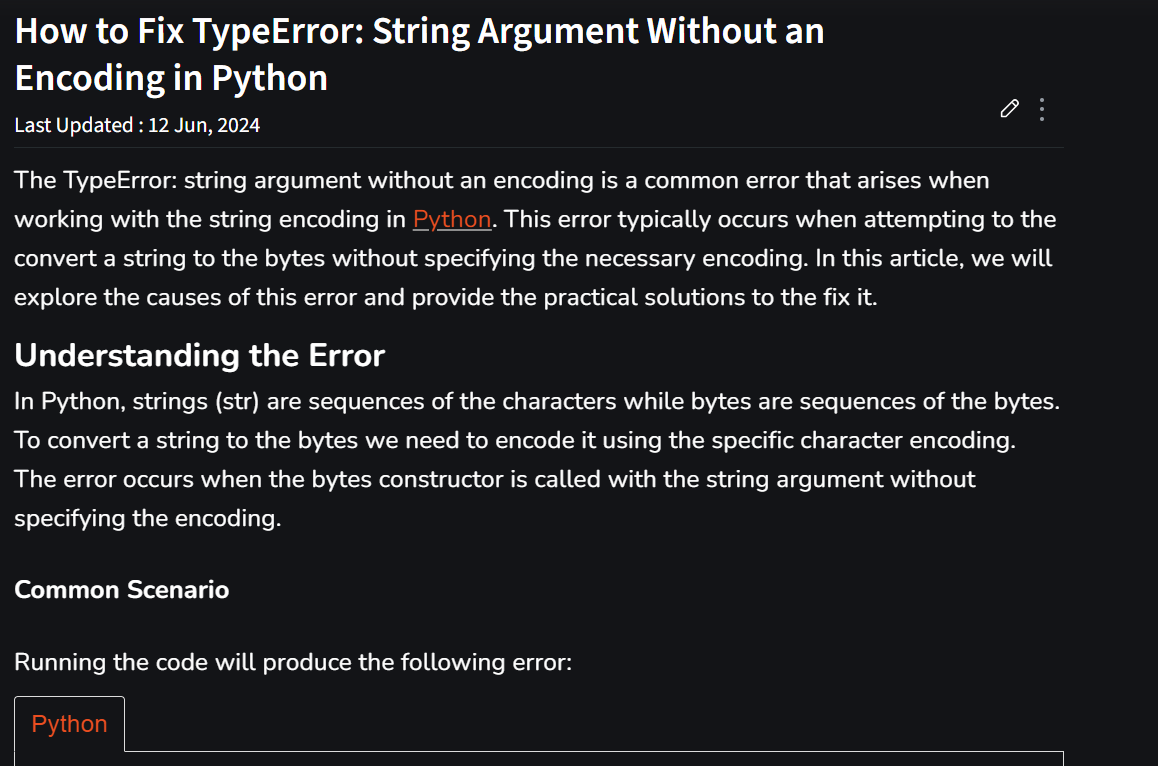 How to Fix TypeError: String Argument Without an
Encoding in Python
Last Updated : 12 Jun, 2024
The TypeError: string argument without an encoding is a common error that arises when
working with the string encoding in Python. This error typically occurs when attempting to the
convert a string to the bytes without specifying the necessary encoding. In this article, we will
explore the causes of this error and provide the practical solutions to the fix it.
Understanding the Error
In Python, strings (str) are sequences of the characters while bytes are sequences of the bytes.
To convert a string to the bytes we need to encode it using the specific character encoding.
The error occurs when the bytes constructor is called with the string argument without
specifying the encoding.
Common Scenario
Running the code will produce the following error:
Python